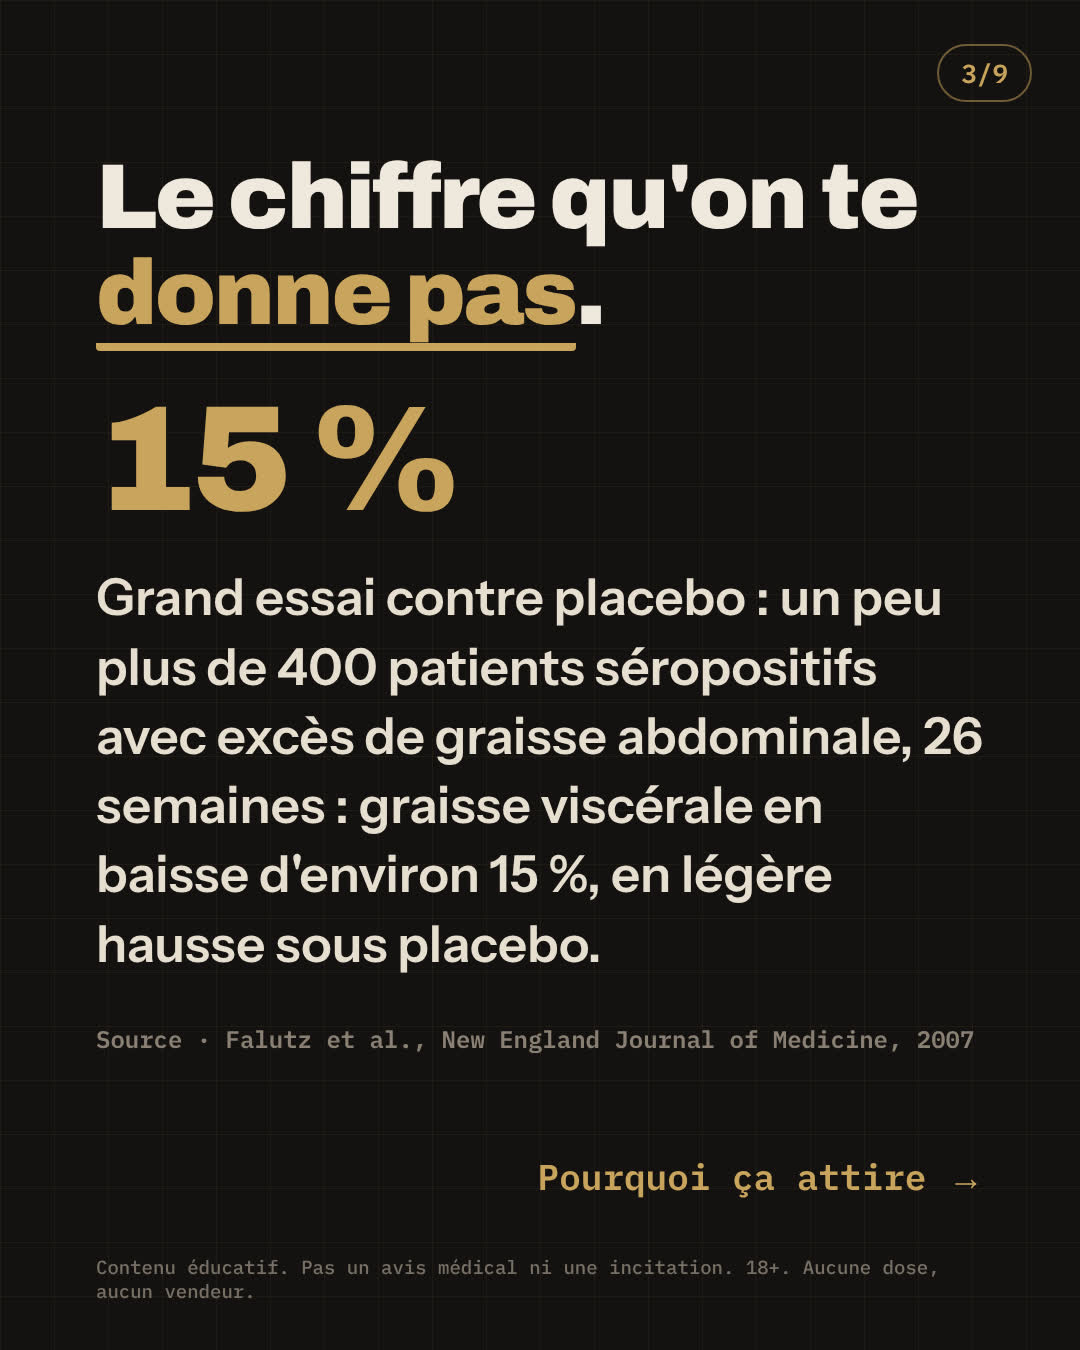 3/9
Le chiffre qu'on te
donne pas.
15 %
Grand essai contre placebo : un peu
plus de 400 patients séropositifs
avec excès de graisse abdominale, 26
semaines : graisse viscérale en
baisse d'environ 15 %, en légère
hausse sous placebo.
Source · Falutz et al., New England Journal of Medicine, 2007
Pourquoi ça attire →
Contenu éducatif. Pas un avis médical ni une incitation. 18+. Aucune dose,
aucun vendeur.